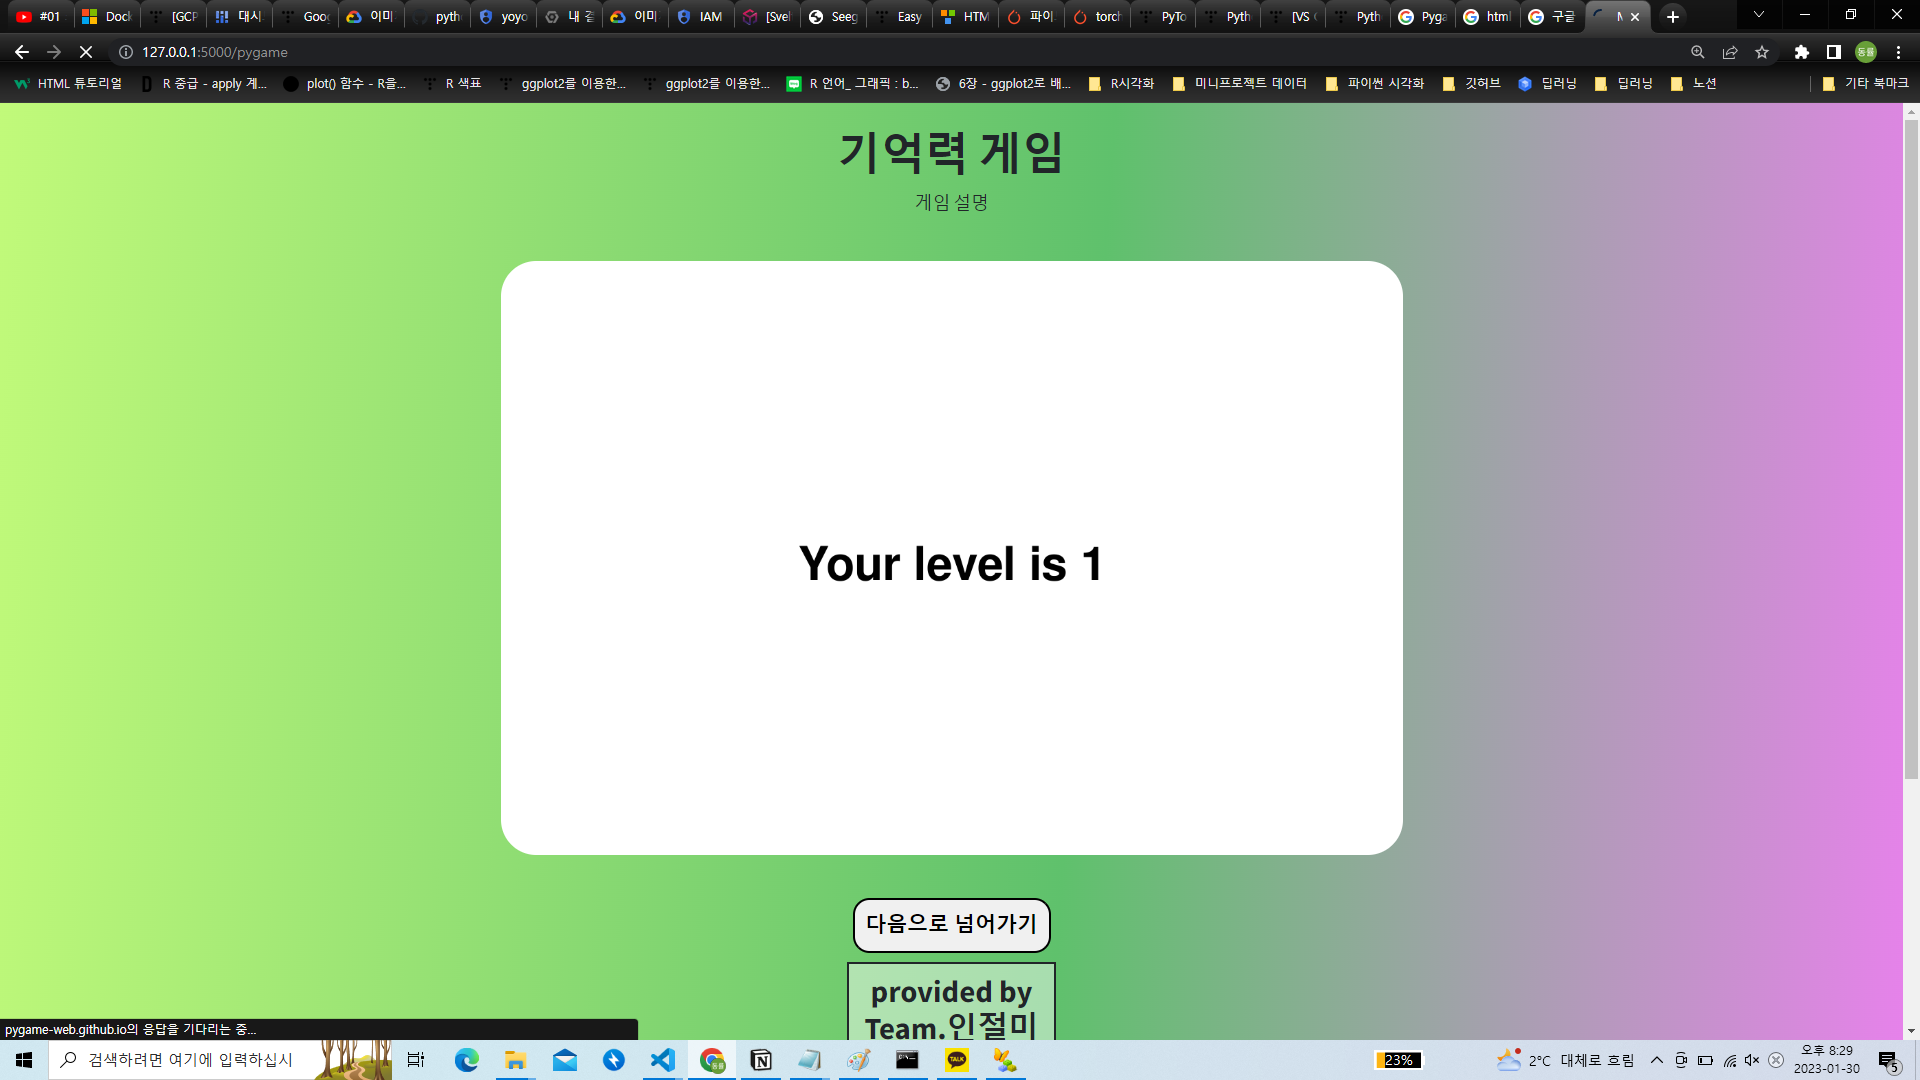 #01
Dock
[GCP
대시
Goog
이미
pyth
yoyo
내 겉
이미
IAM
[Svel
Seeg
Easy
HTM
파이
torch
PyTo
Pyth
[VS
Pyth
Pyga
html
구글
127.0.0.1:5000/pygame
동률
HTML 튜토리얼
R 중급 - apply 계...
plot() 함수 - R을...
R 색표
ggplot2를 이용한...
ggplot2를 이용한...
R 언어_ 그래픽 : b...
6장 - ggplot2로 배...
R시각화
미니프로젝트 데이터
파이썬 시각화
깃허브
딥러닝
딥러닝
노션
기타 북마크
기억력 게임
게임 설명
Your level is 1
다음으로 넘어가기
provided by
Team.인절미
pygame-web.github.io의 응답을 기다리는 중...
검색하려면 여기에 입력하십시
TALK
23%
2°C 대체로 흐림
오후 8:29
2023-01-30
5